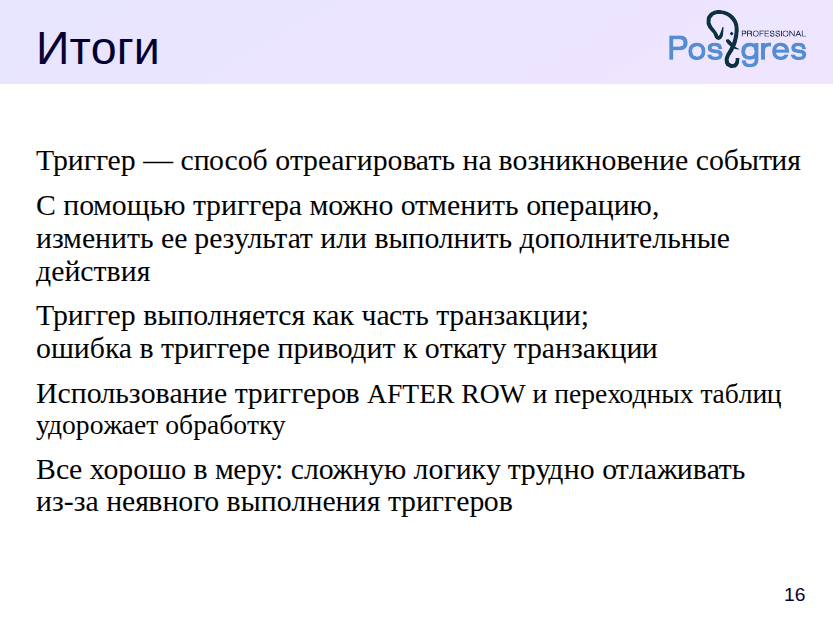 Итоги
PROFESSIONAL
Postgres
Триггер — способ отреагировать на возникновение события
С помощью триггера можно отменить операцию,
изменить ее результат или выполнить дополнительные
действия
Триггер выполняется как часть транзакции;
ошибка в триггере приводит к откату транзакции
Использование триггеров AFTER ROW и переходных таблиц
удорожает обработку
Все хорошо в меру: сложную логику трудно отлаживать
из-за неявного выполнения триггеров
16